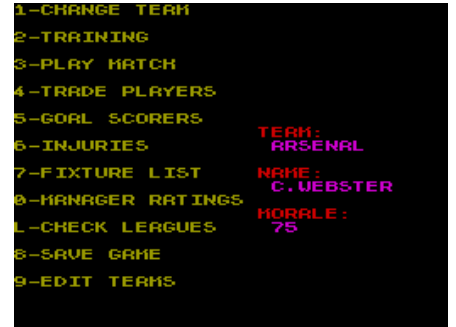 1-CHANGE TEAM
2-TRAINING
3-PLAY MATCH
4-TRADE PLAYERS
5-GOAL SCORERS
6-INJURIES
7-FIXTURE LIST
0-MANAGER RATINGS
L-CHECK LEAGUES
8-SAVE GAME
9-EDIT TEAMS
TEAM:
ARSENAL
NAME:
C.WEBSTER
MORALE:
75